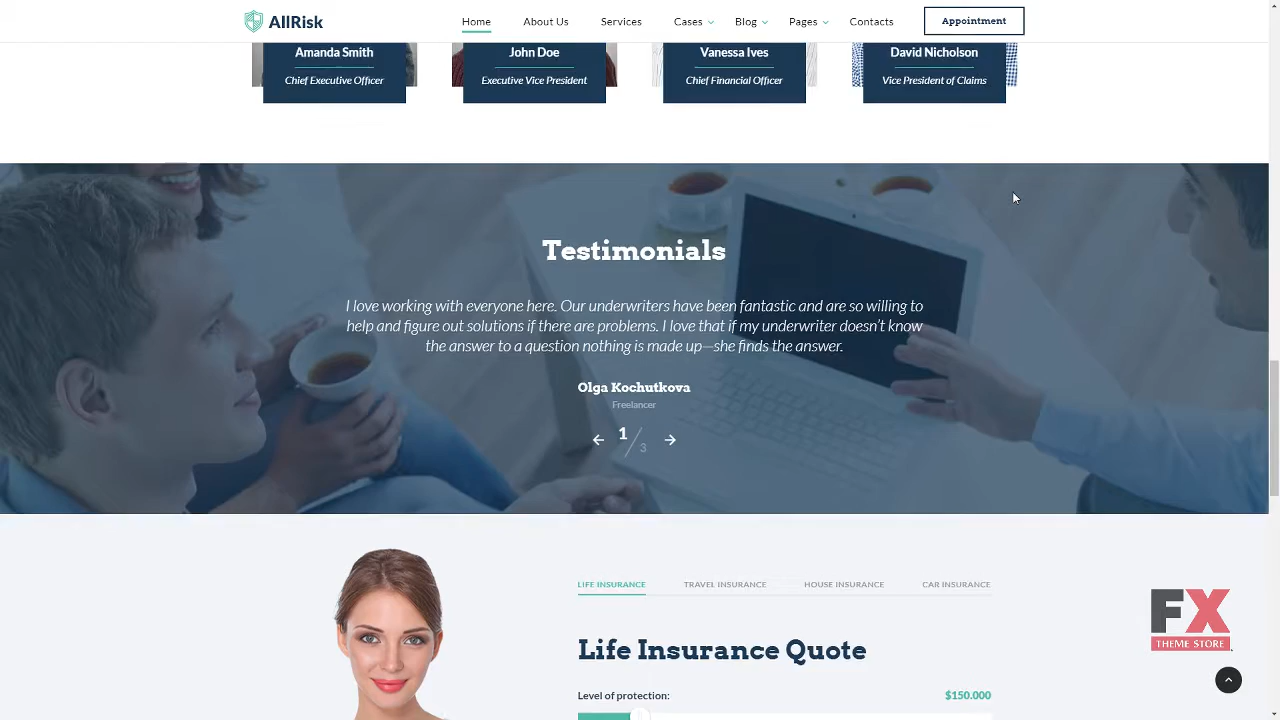 AllRisk
Home About Us Services Cases Blog Pages Contacts Appointment
Amanda Smith John Doe Vanessa Ives David Nicholson
Chief Executive Officer Executive Vice President Chief Financial Officer Vice President of Claims
Testimonials
I love working with everyone here. Our underwriters have been fantastic and are so willing to
help and figure out solutions if there are problems. I love that if my underwriter doesn't know
the answer to a question nothing is made up—she finds the answer.
Olga Kochutkova
Freelancer
1/3
LIFE INSURANCE TRAVEL INSURANCE HOUSE INSURANCE CAR INSURANCE
Life Insurance Quote
Level of protection: $150.000
FX
THEME STORE